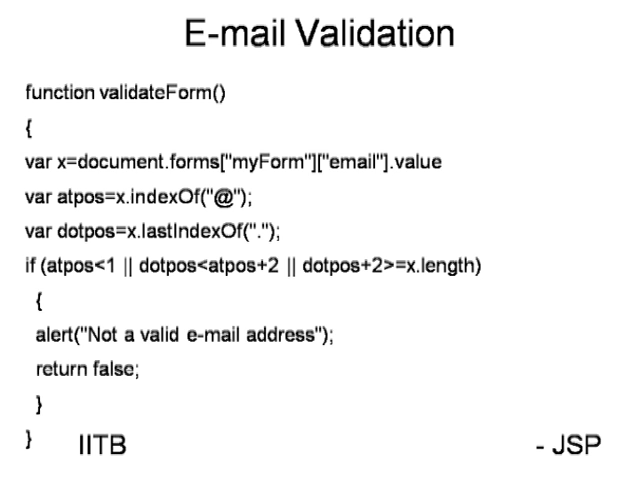 E-mail Validation
function validateForm()
{
var x=document.forms["myForm"]["email"].value
var atpos=x.indexOf("@");
var dotpos=x.lastIndexOf(".");
if (atpos<1 || dotpos<atpos+2 || dotpos+2>=x.length)
{
alert("Not a valid e-mail address");
return false;
}
}
IITB - JSP